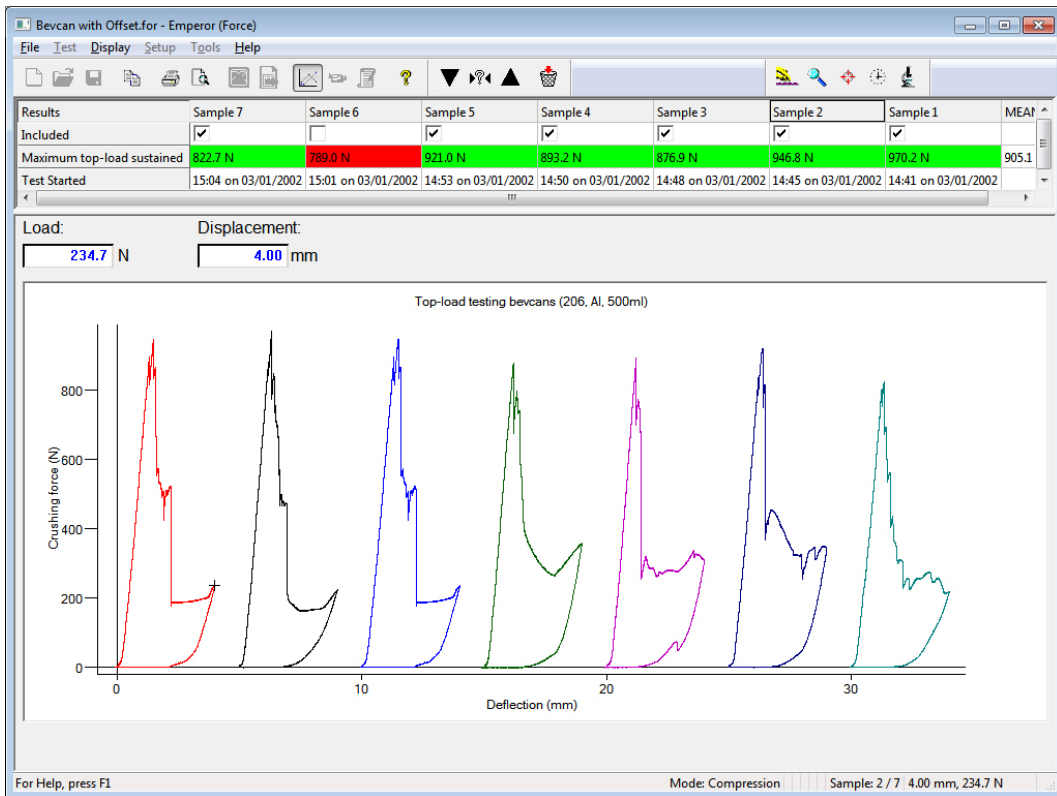 Bevcan with Offset.for - Emperor (Force)
File Test Display Setup Tools Help
Results Sample 7 Sample 6 Sample 5 Sample 4 Sample 3 Sample 2 Sample 1
Included
Maximum top-load sustained 822.7 N 789.0 N 921.0 N 893.2 N 876.9 N 946.8 N 970.2 N 905.1
Test Started 15:04 on 03/01/2002 15:01 on 03/01/2002 14:53 on 03/01/2002 14:50 on 03/01/2002 14:48 on 03/01/2002 14:45 on 03/01/2002 14:41 on 03/01/2002
Load: Displacement:
234.7 N 4.00 mm
Top-load testing bevcans (206, Al, 500ml)
Crushing force (N)
800
600
400
200
0
0 10 20 30
Deflection (mm)
For Help, press F1 Mode: Compression Sample: 2 / 7 4.00 mm, 234.7 N